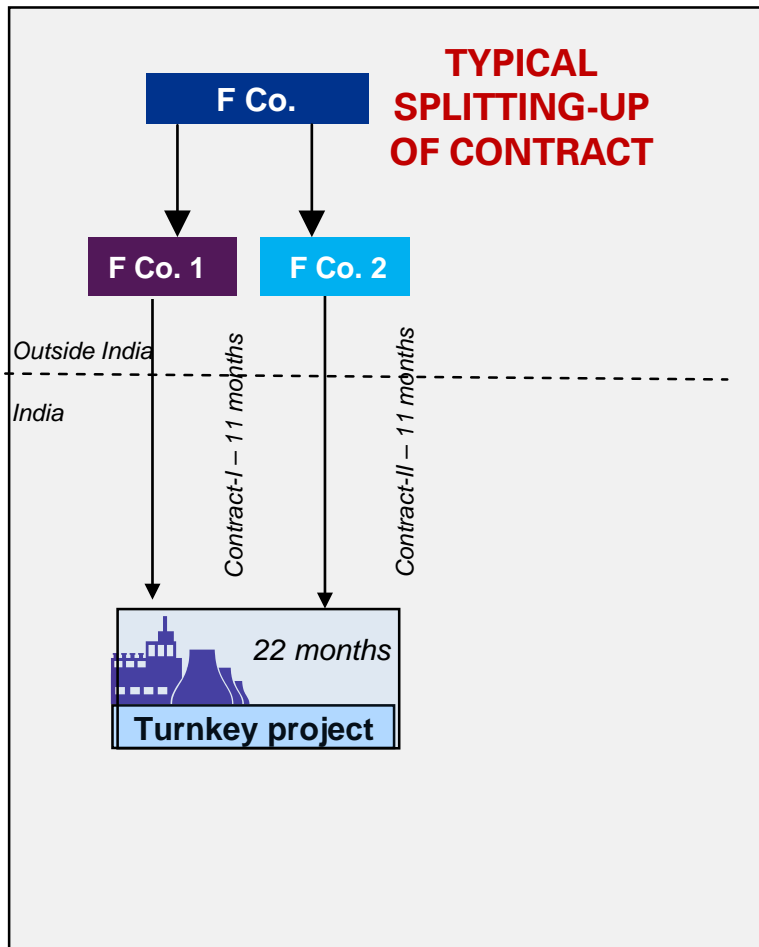 TYPICAL
SPLITTING-UP
OF CONTRACT
F Co.
F Co. 1
F Co. 2
Outside India
India
Contract-I – 11 months
Contract-II – 11 months
22 months
Turnkey project